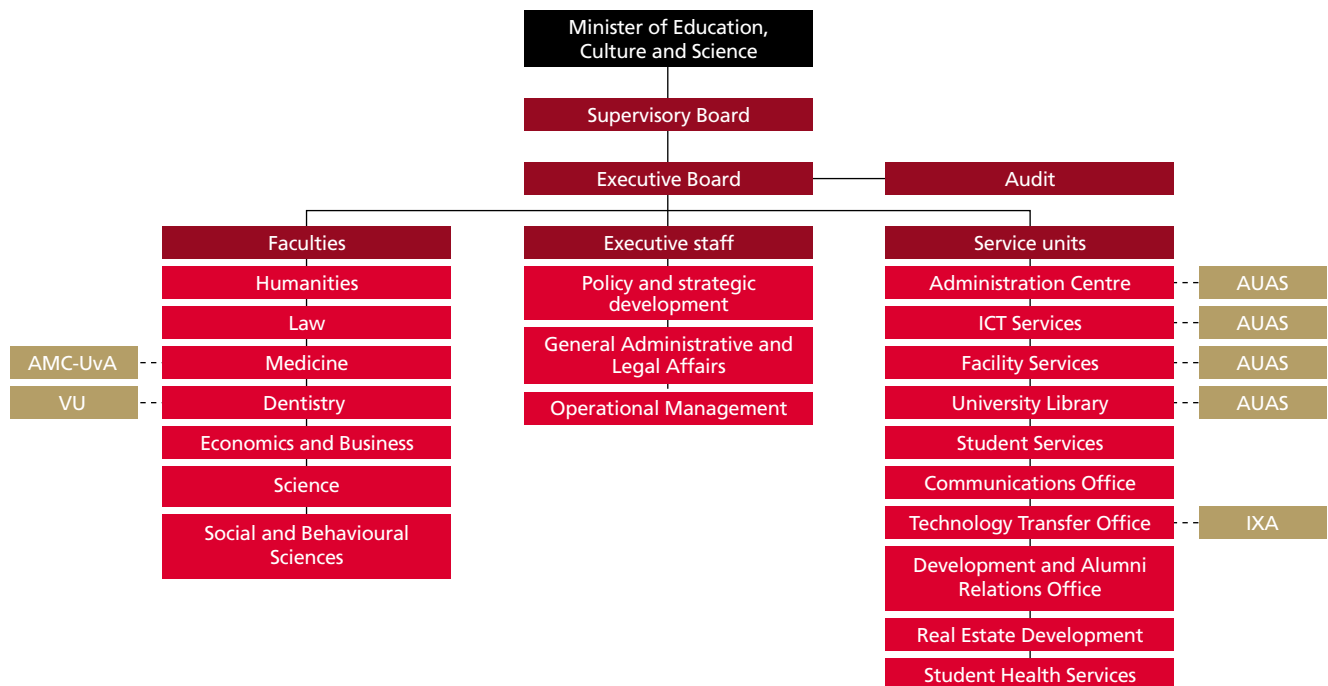 Minister of Education,
Culture and Science
Supervisory Board
Executive Board
Audit
Faculties
Humanities
Law
AMC-UvA
Medicine
VU
Dentistry
Economics and Business
Science
Social and Behavioural
Sciences
Executive staff
Policy and strategic
development
General Administrative and
Legal Affairs
Operational Management
Service units
Administration Centre
AUAS
ICT Services
AUAS
Facility Services
AUAS
University Library
AUAS
Student Services
Communications Office
Technology Transfer Office
IXA
Development and Alumni
Relations Office
Real Estate Development
Student Health Services